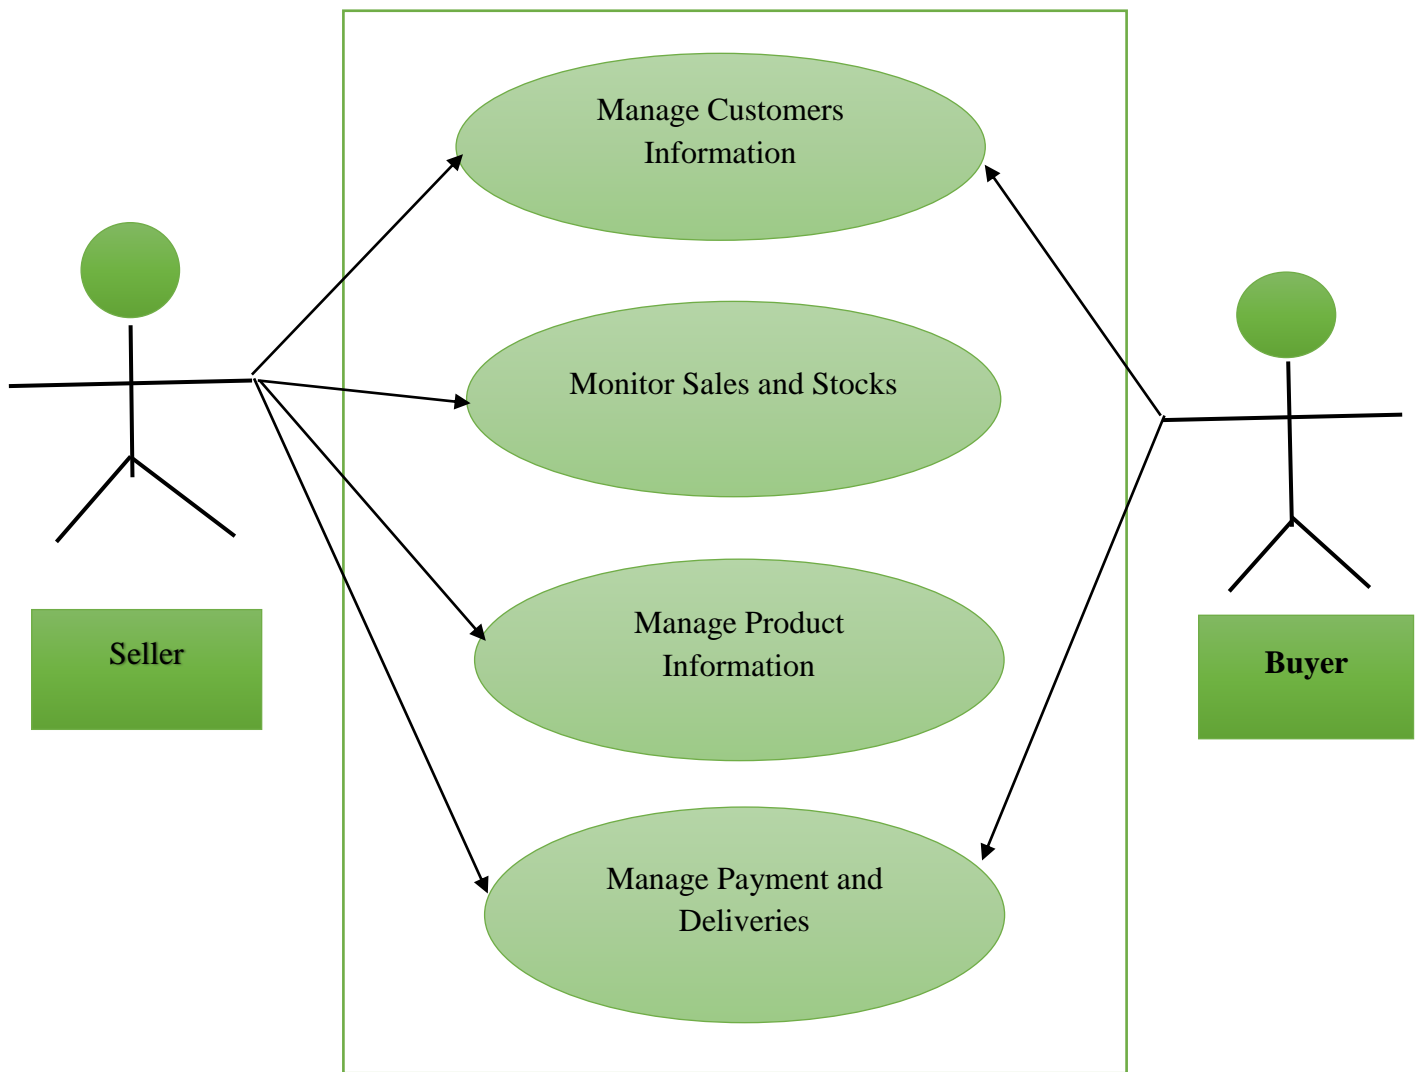 Manage Customers
Information
Monitor Sales and Stocks
Manage Product
Information
Seller
Buyer
Manage Payment and
Deliveries